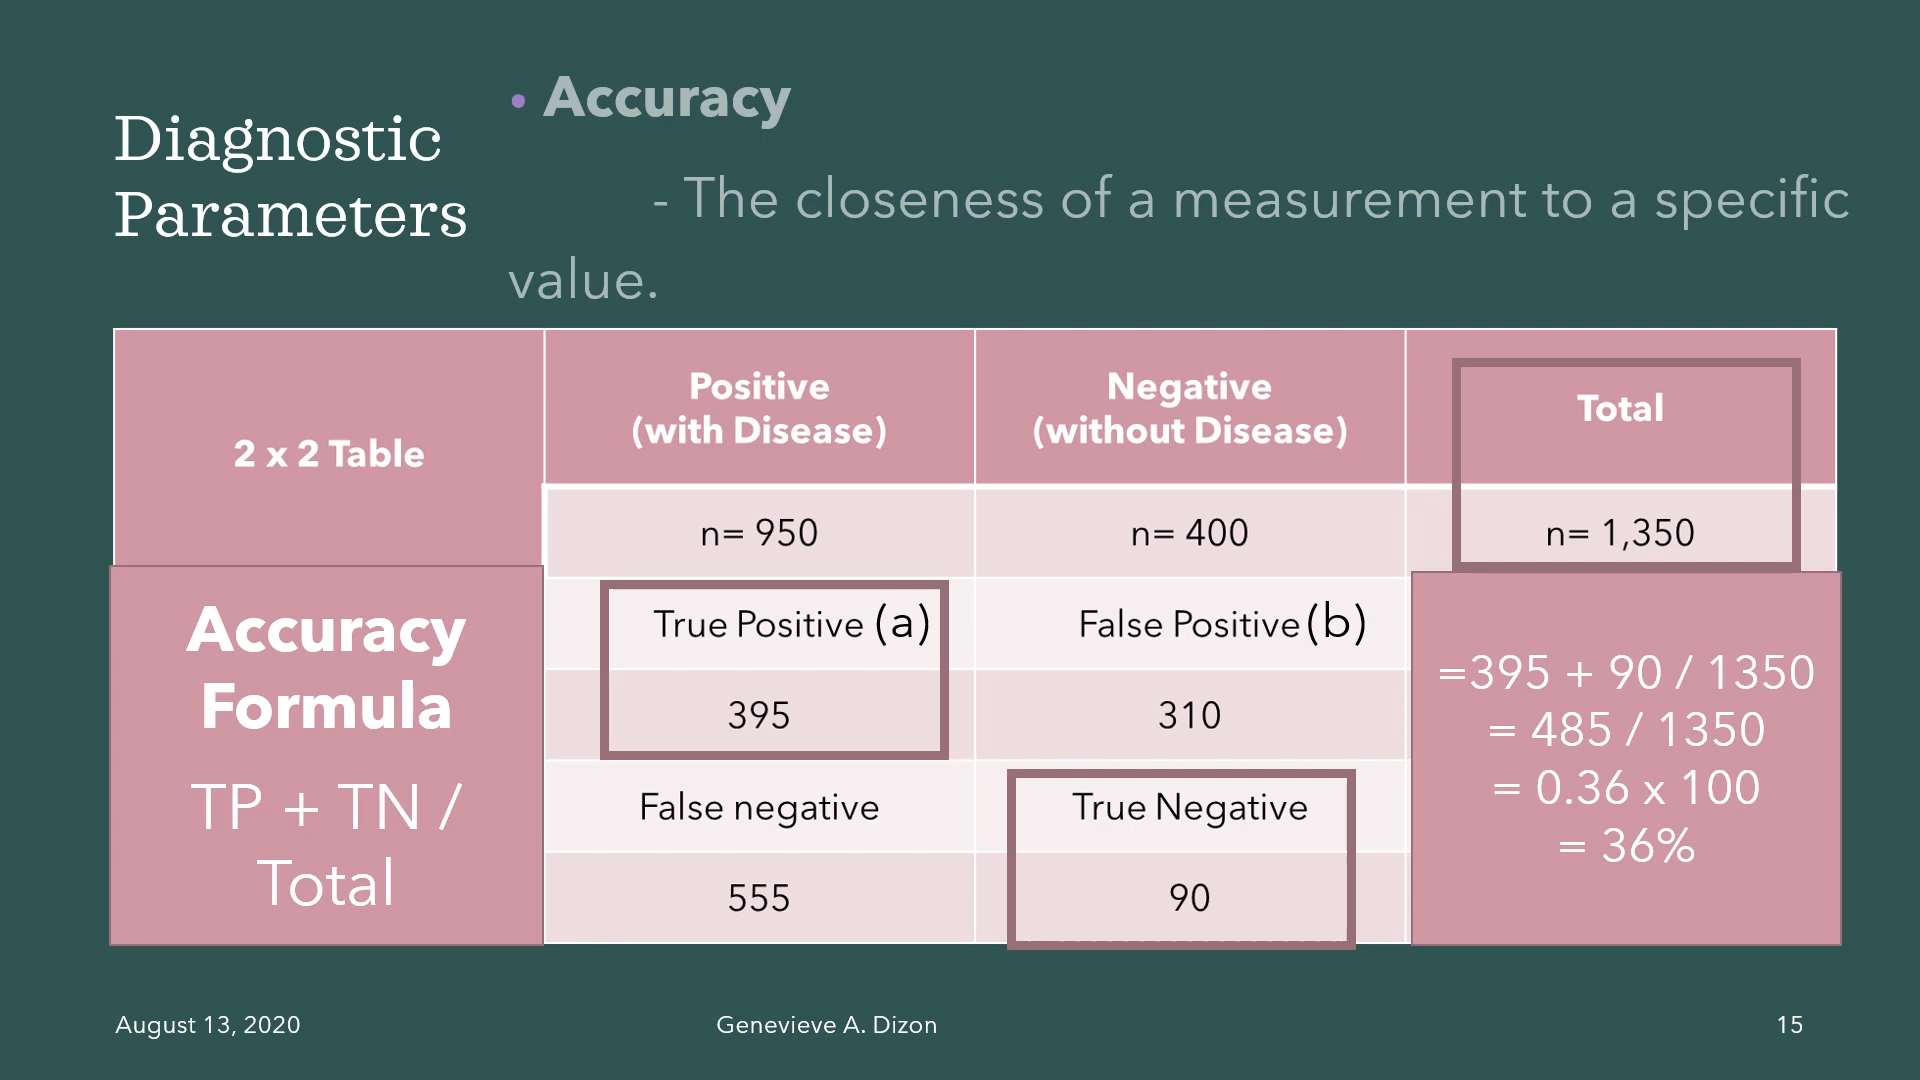 Diagnostic
Parameters
• Accuracy
- The closeness of a measurement to a specific
value.
2 x 2 Table
Positive
(with Disease)
Negative
(without Disease)
Total
n= 950
n= 400
n= 1,350
Accuracy
Formula
TP + TN /
Total
True Positive (a)
False Positive (b)
395
310
False negative
True Negative
555
90
=395 + 90 / 1350
= 485 / 1350
= 0.36 x 100
= 36%
August 13, 2020
Genevieve A. Dizon
15